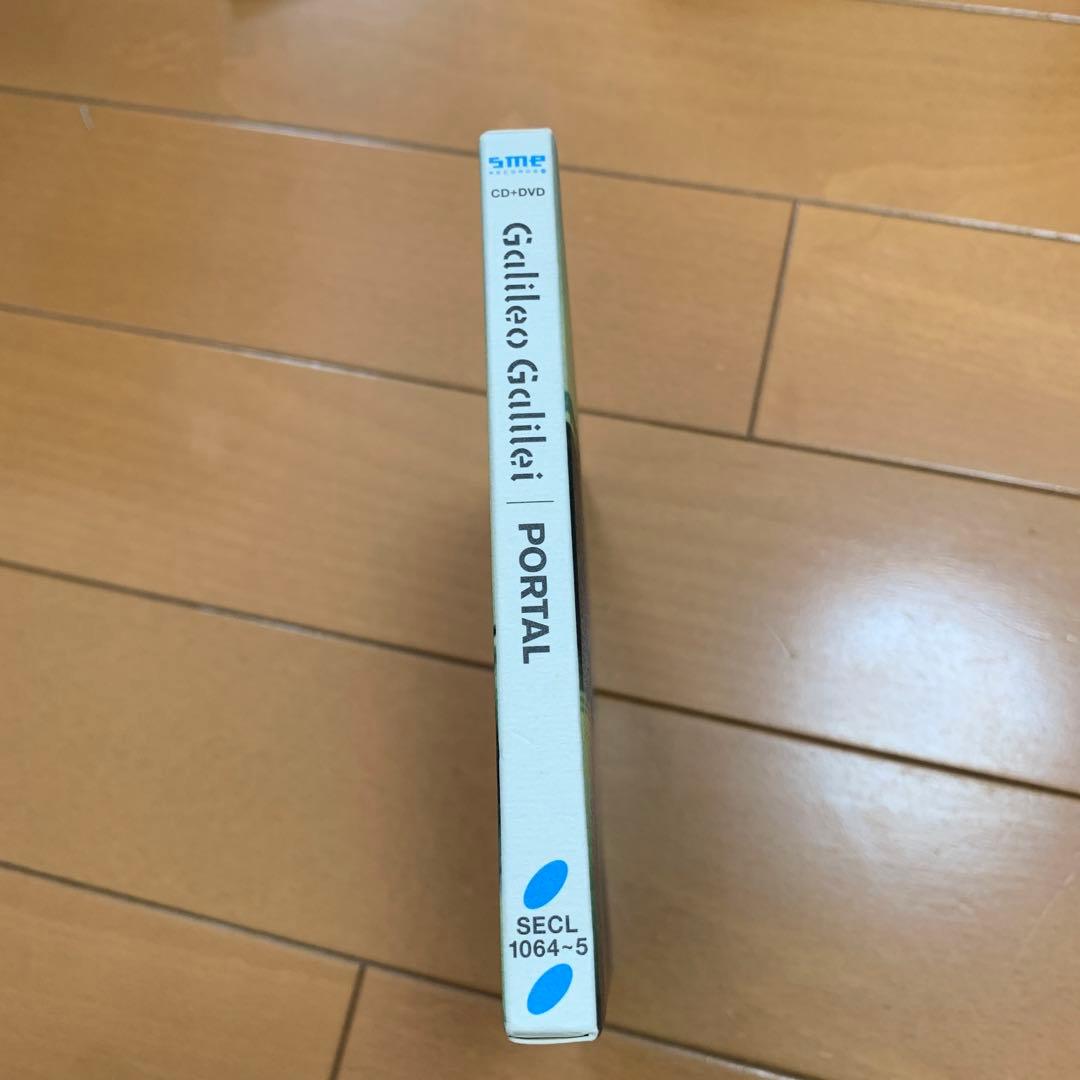 sme
RECORDS
CD+DVD
Galileo Galilei | PORTAL
SECL
1064~5